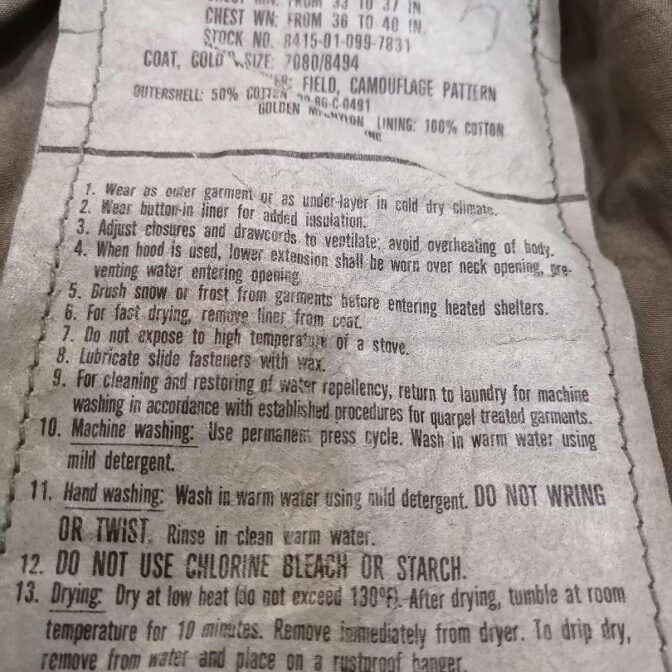 FROM 33 TO 37 IN
CHEST WN: FROM 36 TO 40 IN.
STOCK NO. 8415-01-099-7831
SIZE: 7080/8494
COAT, COLD
FIELD, CAMOUFLAGE PATTERN
OUTERSHELL: 50% COTTON
LINING: 100% COTTON
GOLDEN
INC
1. Wear as outer garment or as under-layer in cold dry climate.
2. Wear button-in liner for added insulation.
3. Adjust closures and drawcords to ventilate; avoid overheating of body.
4. When hood is used, lower extension shall be worn over neck opening, pre-
venting water entering opening.
5. Brush snow or frost from garments before entering heated shelters.
6. For fast drying, remove liner from coat.
7. Do not expose to high temperature of a stove.
8. Lubricate slide fasteners with wax.
9. For cleaning and restoring of water repellency, return to laundry for machine
washing in accordance with established procedures for quarpel treated garments.
10. Machine washing: Use permanent press cycle. Wash in warm water using
mild detergent.
11. Hand washing: Wash in warm water using mild detergent. DO NOT WRING
OR TWIST. Rinse in clean warm water.
12. DO NOT USE CHLORINE BLEACH OR STARCH.
13. Drying: Dry at low heat (do not exceed 130°F). After drying, tumble at room
temperature for 10 minutes. Remove immediately from dryer. To drip dry,
remove from water and place on a rustproof hanger.